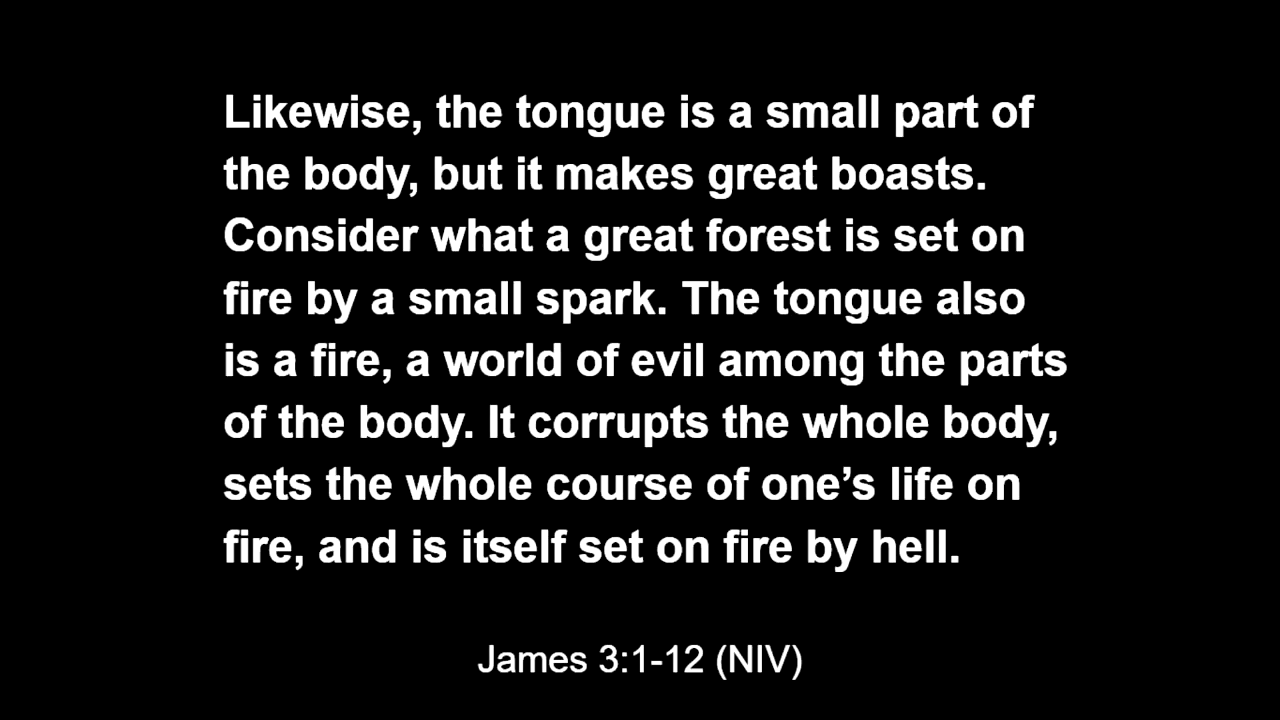 Likewise, the tongue is a small part of
the body, but it makes great boasts.
Consider what a great forest is set on
fire by a small spark. The tongue also
is a fire, a world of evil among the parts
of the body. It corrupts the whole body,
sets the whole course of one’s life on
fire, and is itself set on fire by hell.
James 3:1-12 (NIV)